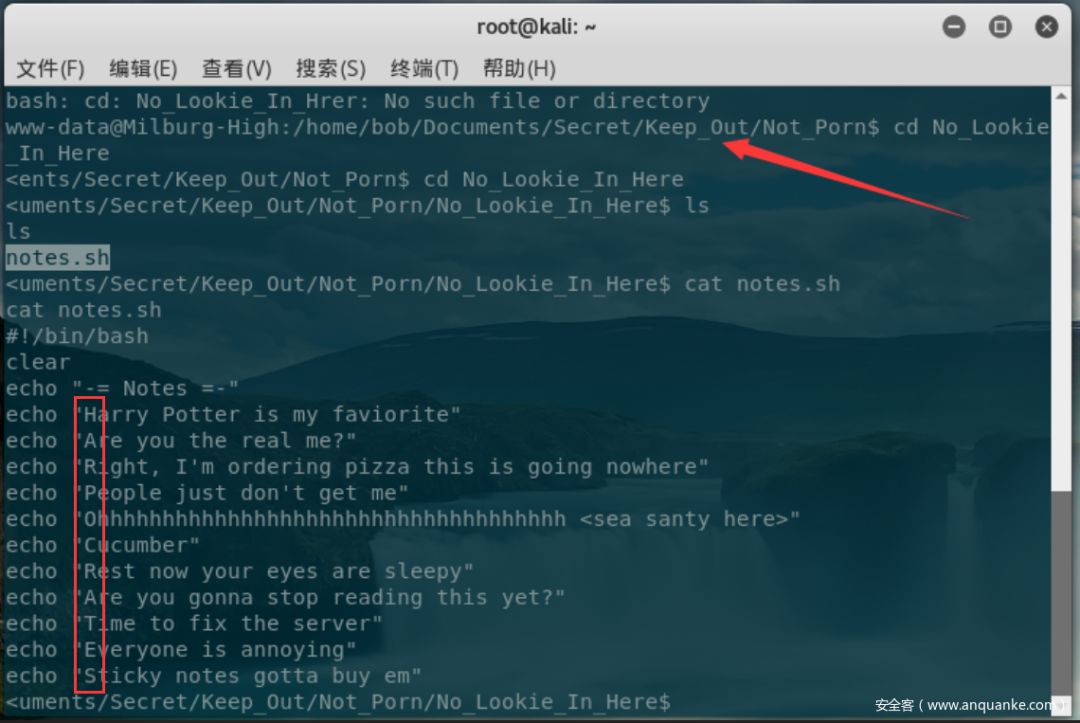 root@kali: ~
文件(F) 编辑(E) 查看(V) 搜索(S) 终端(T) 帮助(H)
bash: cd: No_Lookie_In_Hrer: No such file or directory
www-data@Milburg-High:/home/bob/Documents/Secret/Keep_Out/Not_Porn$ cd No_Lookie
_In_Here
<ents/Secret/Keep_Out/Not_Porn$ cd No_Lookie_In_Here
<uments/Secret/Keep_Out/Not_Porn/No_Lookie_In_Here$ ls
ls
notes.sh
<uments/Secret/Keep_Out/Not_Porn/No_Lookie_In_Here$ cat notes.sh
cat notes.sh
#!/bin/bash
clear
echo "-= Notes =-"
echo "Harry Potter is my faviorite"
echo "Are you the real me?"
echo "Right, I'm ordering pizza this is going nowhere"
echo "People just don't get me"
echo "Ohhhhhhhhhhhhhhhhhhhhhhhhhhhhhhhhhhhh <sea santy here>"
echo "Cucumber"
echo "Rest now your eyes are sleepy"
echo "Are you gonna stop reading this yet?"
echo "Time to fix the server"
echo "Everyone is annoying"
echo "Sticky notes gotta buy em"
<uments/Secret/Keep_Out/Not_Porn/No_Lookie_In_Here$
安全客（www.anquanke.com）